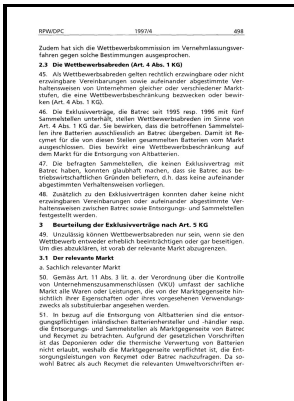 RPW/DPC 1997/4 498
Zudem hat sich die Wettbewerbskommission im Vernehmlassungsver-
fahren gegen solche Bestimmungen ausgesprochen.
2.3 Die Wettbewerbsabreden (Art. 4 Abs. 1 KG)
45. Als Wettbewerbsabreden gelten rechtlich erzwingbare oder nicht
erzwingbare Vereinbarungen sowie aufeinander abgestimmte Ver-
haltensweisen von Unternehmen gleicher oder verschiedener Markt-
stufen, die eine Wettbewerbsbeschränkung bezwecken oder bewir-
ken (Art. 4 Abs. 1 KG).
46. Die Exklusivverträge, die Batrec seit 1995 resp. 1996 mit fünf
Sammelstellen unterhält, stellen Wettbewerbsabreden im Sinne von
Art. 4 Abs. 1 KG dar. Sie bewirken, dass die betroffenen Sammelstel-
len ihre Batterien ausschliesslich an Batrec übergeben. Damit ist Re-
cymet für die von diesen Stellen gesammelten Batterien vom Markt
ausgeschlossen. Dies bewirkt eine Wettbewerbsbeschränkung auf
dem Markt für die Entsorgung von Altbatterien.
47. Die befragten Sammelstellen, die keinen Exklusivvertrag mit
Batrec haben, konnten glaubhaft machen, dass sie Batrec aus be-
triebswirtschaftlichen Gründen beliefern, d.h. dass keine aufeinander
abgestimmten Verhaltensweisen vorliegen.
48. Zusätzlich zu den Exklusivverträgen konnten daher keine nicht
erzwingbaren Vereinbarungen oder aufeinander abgestimmte Ver-
haltensweisen zwischen Batrec sowie Entsorgungs- und Sammelstellen
festgestellt werden.
3 Beurteilung der Exklusivverträge nach Art. 5 KG
49. Unzulässig können Wettbewerbsabreden nur sein, wenn sie den
Wettbewerb entweder erheblich beeinträchtigen oder gar beseitigen.
Um dies abzuklären, ist vorab der relevante Markt abzugrenzen.
3.1 Der relevante Markt
a. Sachlich relevanter Markt
50. Gemäss Art. 11 Abs. 3 lit. a. der Verordnung über die Kontrolle
von Unternehmenszusammenschlüssen (VKU) umfasst der sachliche
Markt alle Waren oder Leistungen, die von der Marktgegenseite hin-
sichtlich ihrer Eigenschaften oder ihres vorgesehenen Verwendungs-
zwecks als substituierbar angesehen werden.
51. In bezug auf die Entsorgung von Altbatterien sind die entsor-
gungspflichtigen inländischen Batterienhersteller und -händler resp.
die Entsorgungs- und Sammelstellen als Marktgegenseite von Batrec
und Recymet zu betrachten. Aufgrund der gesetzlichen Vorschriften
ist das Deponieren oder die thermische Verwertung von Batterien
nicht erlaubt, weshalb die Marktgegenseite verpflichtet ist, die Ent-
sorgungsleistungen von Recymet oder Batrec nachzufragen. Da so-
wohl Batrec als auch Recymet die relevanten Umweltvorschriften er-